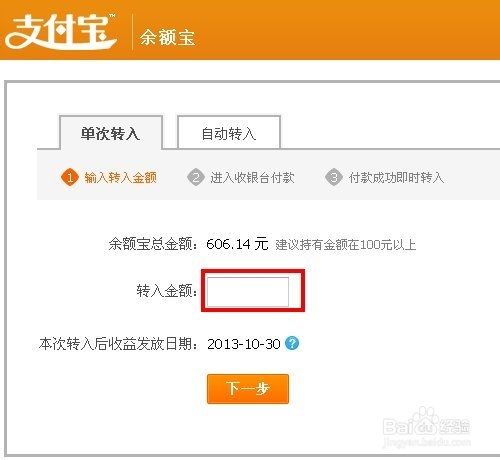 支付宝™ 余额宝
单次转入 自动转入
1 输入转入金额 2 进入收银台付款 3 付款成功即时转入
余额宝总金额：606.14 元 建议持有金额在100元以上
转入金额：
本次转入后收益发放日期：2013-10-30 ?
下一步
Baidu 经验
jingyan.baidu.com